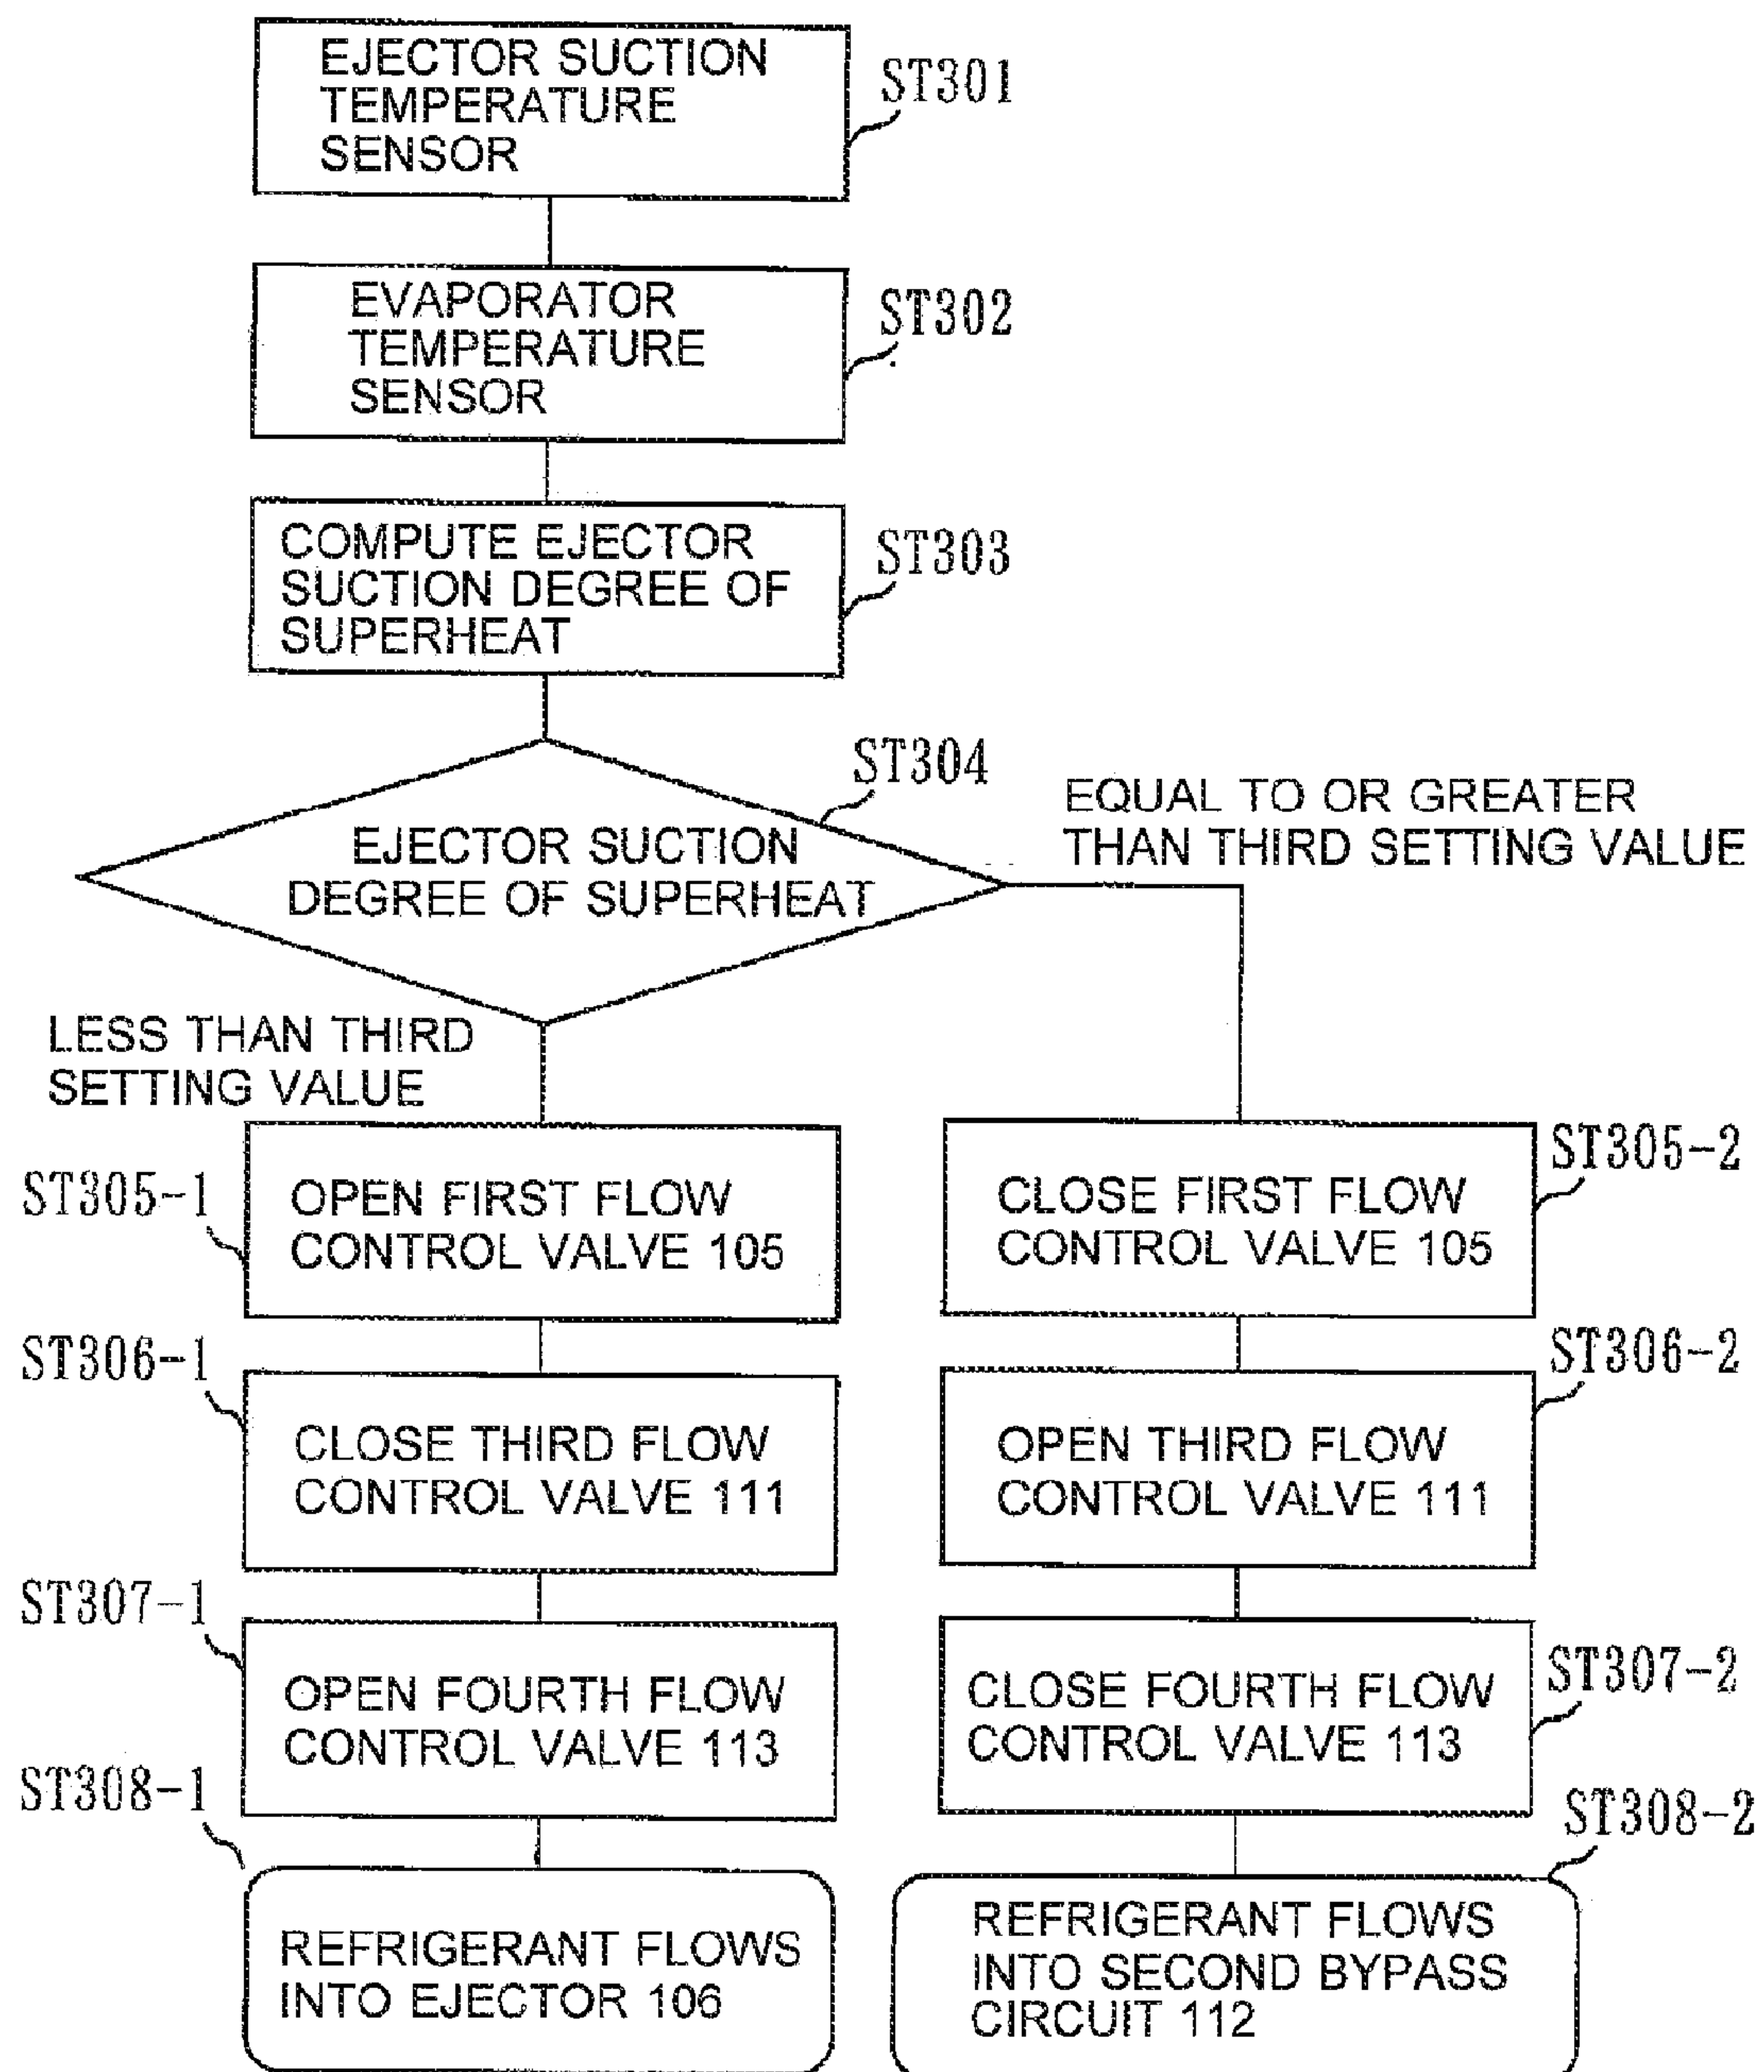 EJECTOR SUCTION
TEMPERATURE
SENSOR
ST301
EVAPORATOR
TEMPERATURE
SENSOR
ST302
COMPUTE EJECTOR
SUCTION DEGREE OF
SUPERHEAT
ST303
ST304
EJECTOR SUCTION
DEGREE OF SUPERHEAT
EQUAL TO OR GREATER
THAN THIRD SETTING VALUE
LESS THAN THIRD
SETTING VALUE
ST305-1
OPEN FIRST FLOW
CONTROL VALVE 105
CLOSE FIRST FLOW
CONTROL VALVE 105
ST305-2
ST306-1
CLOSE THIRD FLOW
CONTROL VALVE 111
OPEN THIRD FLOW
CONTROL VALVE 111
ST306-2
ST307-1
OPEN FOURTH FLOW
CONTROL VALVE 113
CLOSE FOURTH FLOW
CONTROL VALVE 113
ST307-2
ST308-1
REFRIGERANT FLOWS
INTO EJECTOR 106
ST308-2
REFRIGERANT FLOWS
INTO SECOND BYPASS
CIRCUIT 112